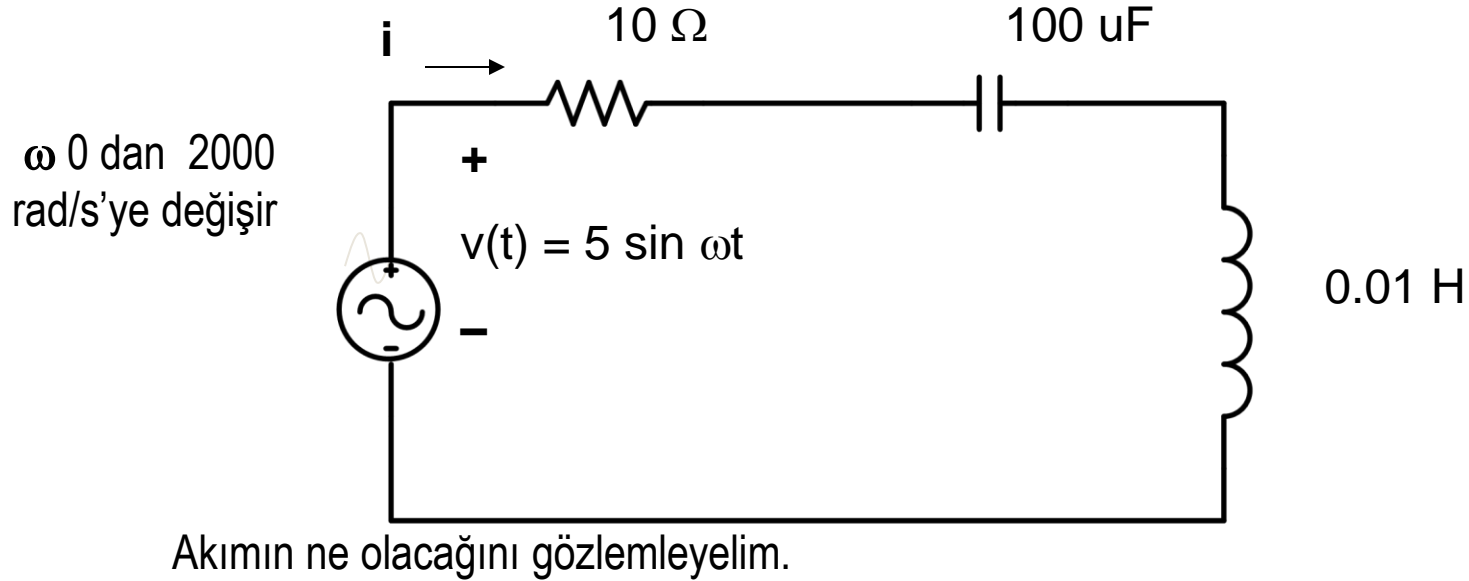 i
10 Ω
100 uF
ω 0 dan 2000
rad/s’ye değişir
+
v(t) = 5 sin ωt
+
–
-
0.01 H
Akımın ne olacağını gözlemleyelim.